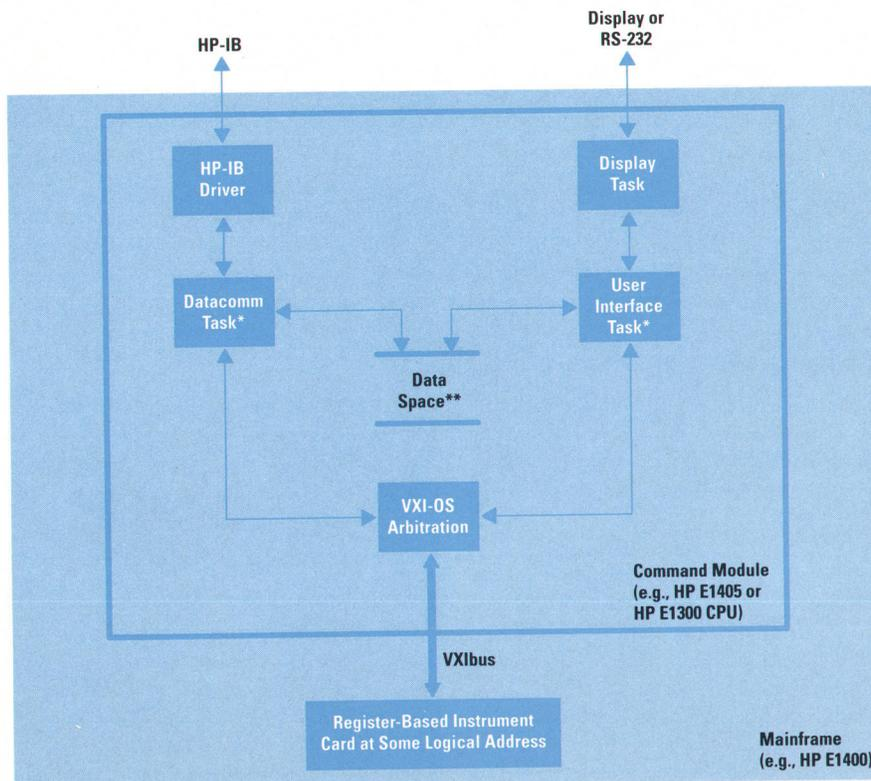 HP-IB
Display or
RS-232
HP-IB
Driver
Display
Task
Datacomm
Task*
User
Interface
Task*
Data
Space**
VXI-OS
Arbitration
Command Module
(e.g., HP E1405 or
HP E1300 CPU)
VXIbus
Register-Based Instrument
Card at Some Logical Address
Mainframe
(e.g., HP E1400)